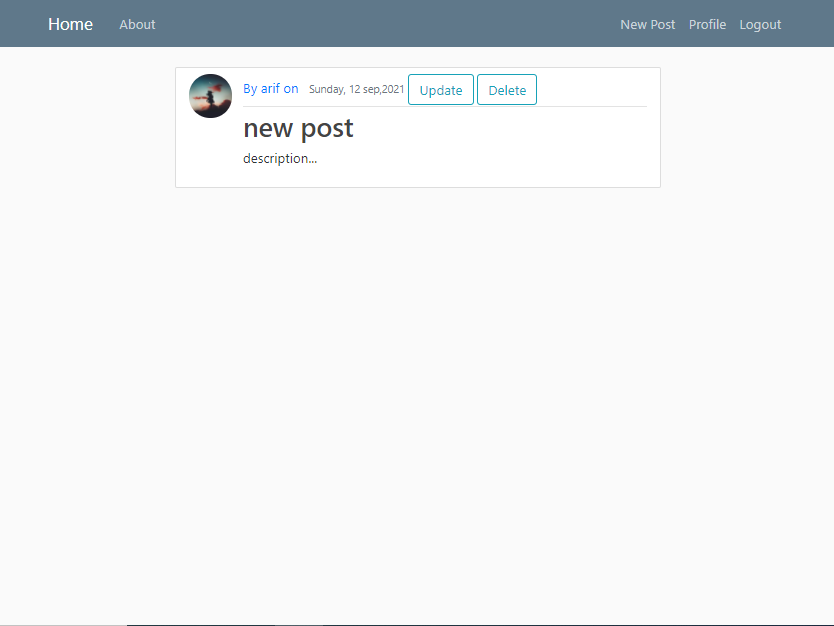 Home About New Post Profile Logout
By arif on Sunday, 12 sep,2021 Update Delete
new post
description...